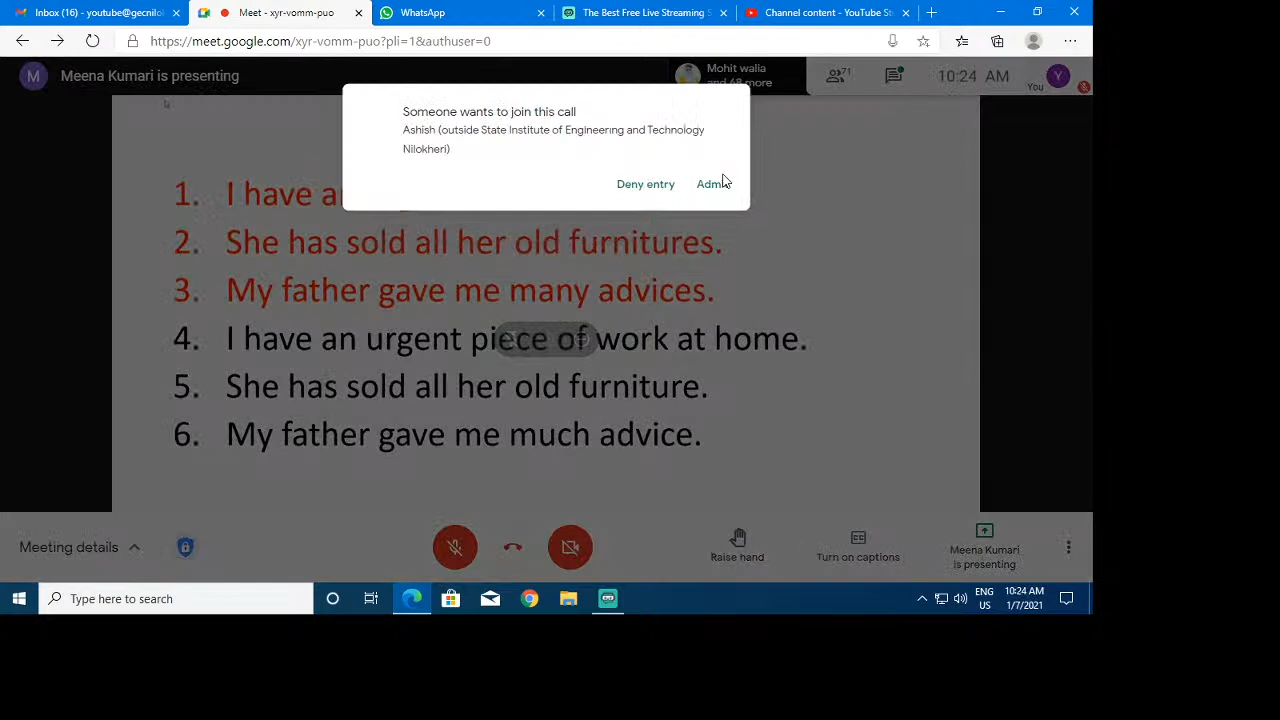 Inbox (16) - youtube@gecnilo
Meet - xyr-vomm-puo
WhatsApp
The Best Free Live Streaming S
Channel content - YouTube St
https://meet.google.com/xyr-vomm-puo?pli=1&authuser=0
M
Meena Kumari is presenting
Mohit walia
and 68 more
71
10:24 AM
Y
You
Someone wants to join this call
Ashish (outside State Institute of Engineering and Technology
Nilokheri)
Deny entry
1. I have an
2. She has sold all her old furnitures.
3. My father gave me many advices.
4. I have an urgent piece of work at home.
5. She has sold all her old furniture.
6. My father gave me much advice.
Meeting details
Raise hand
Turn on captions
Meena Kumari
is presenting
Type here to search
ENG
US
10:24 AM
1/7/2021